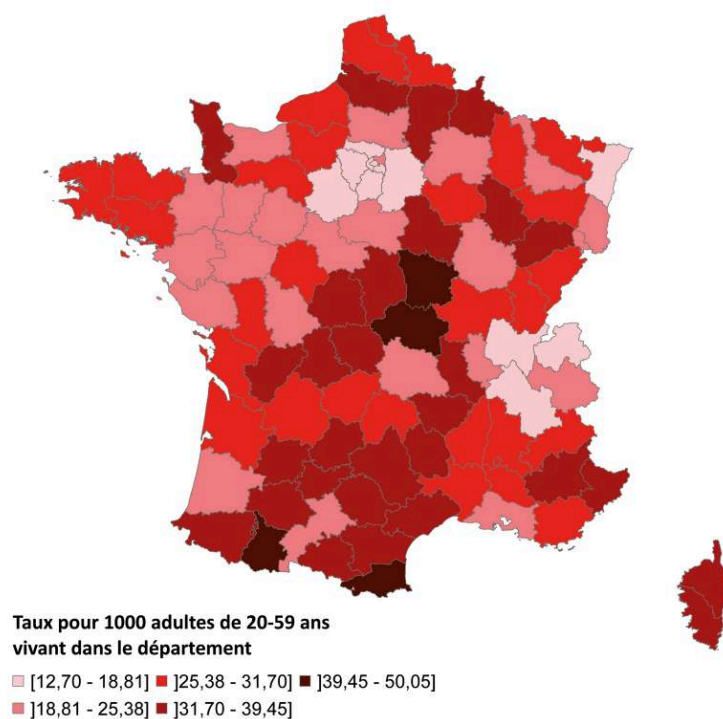 Taux pour 1000 adultes de 20-59 ans
vivant dans le département
[12,70 - 18,81] ]25,38 - 31,70] ]39,45 - 50,05]
]18,81 - 25,38] ]31,70 - 39,45]